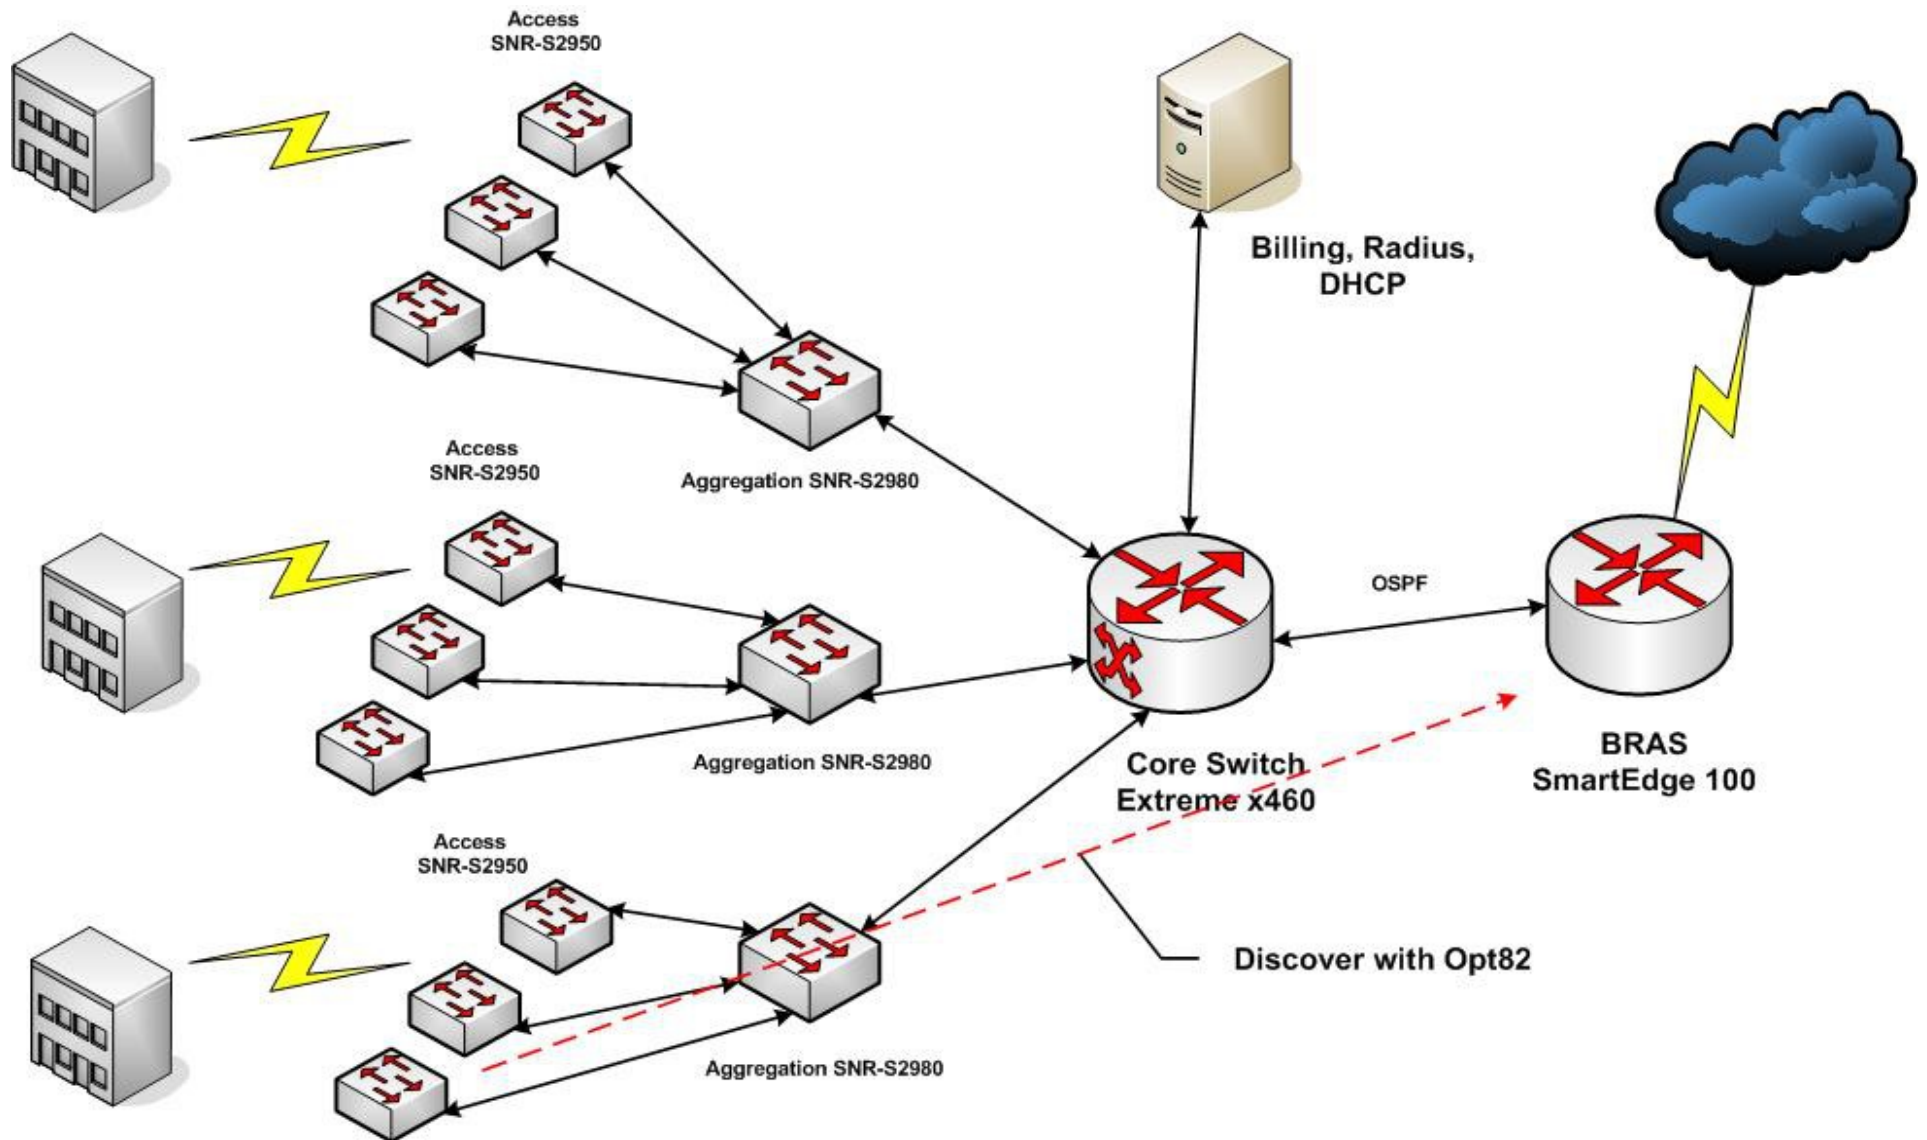 Access
SNR-S2950
Billing, Radius,
DHCP
Access
SNR-S2950
Aggregation SNR-S2980
OSPF
Aggregation SNR-S2980
Core Switch
Extreme x460
BRAS
SmartEdge 100
Access
SNR-S2950
Discover with Opt82
Aggregation SNR-S2980